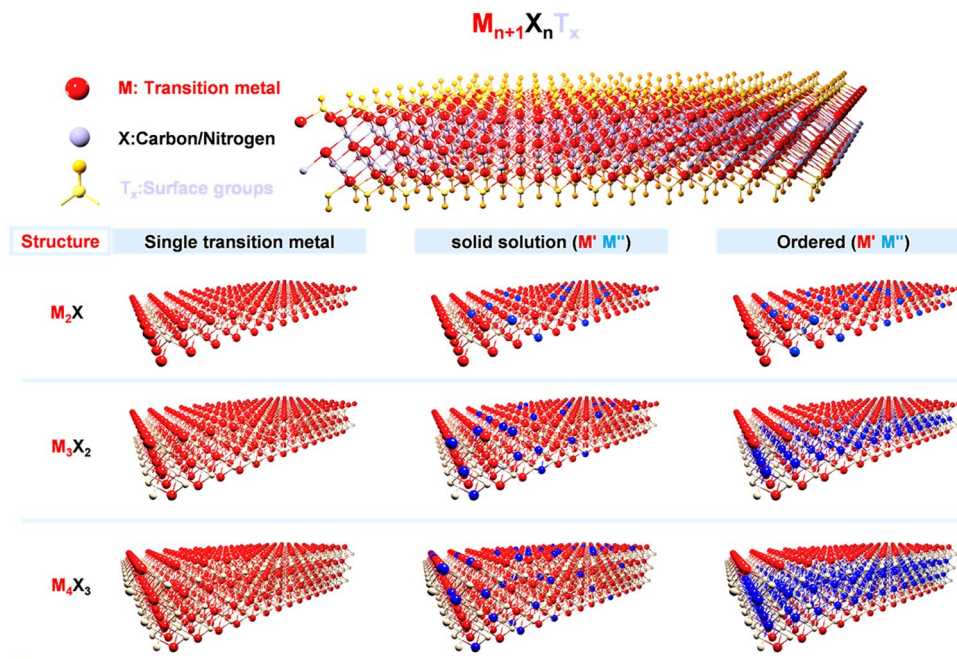 Mn+1XnTx
M: Transition metal
X:Carbon/Nitrogen
Tx:Surface groups
Structure
Single transition metal
solid solution (M' M'')
Ordered (M' M'')
M2X
M3X2
M4X3